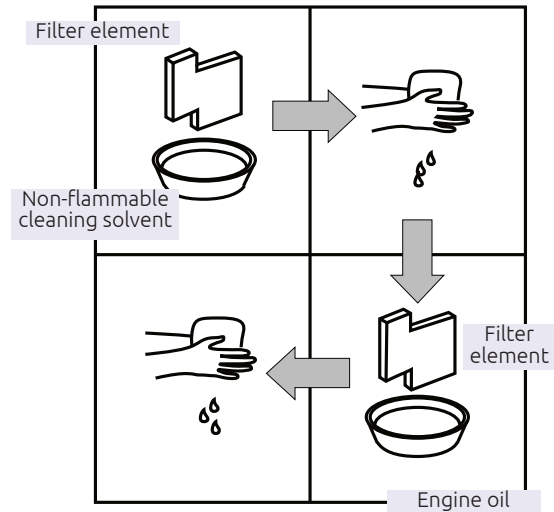 Filter element
Non-flammable
cleaning solvent
Filter
element
Engine oil